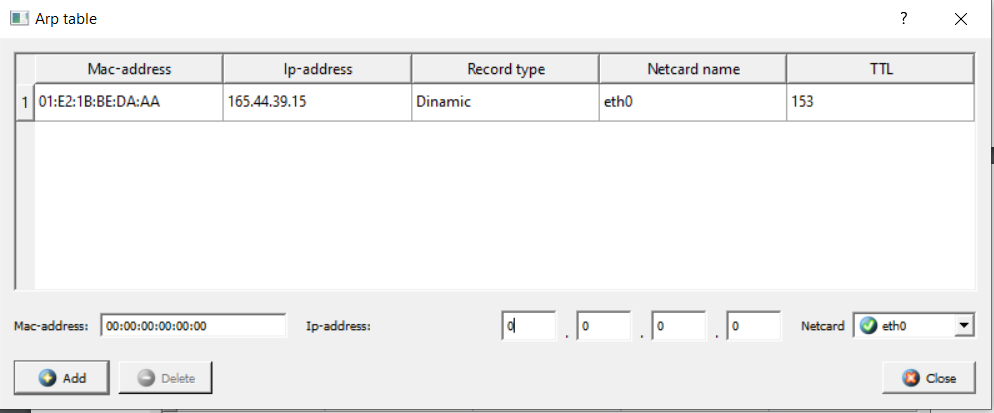 Arp table
Mac-address Ip-address Record type Netcard name TTL
1 01:E2:1B:BE:DA:AA 165.44.39.15 Dinamic eth0 153
Mac-address: 00:00:00:00:00:00 Ip-address: 0 . 0 . 0 . 0 Netcard eth0
Add Delete Close